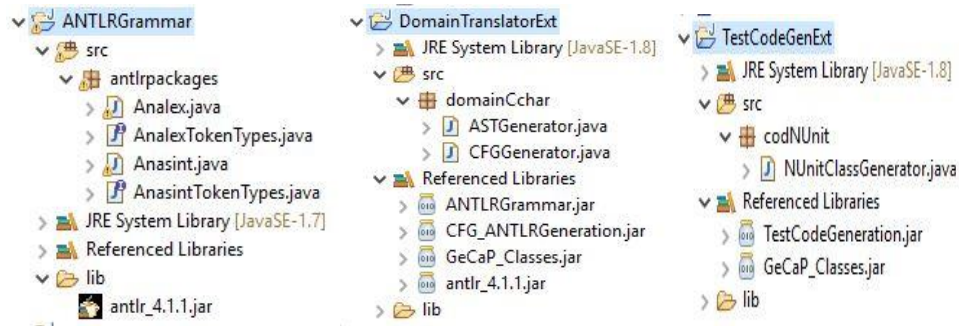 ANTLRGrammar
src
antlrpackages
Analex.java
AnalexTokenTypes.java
Anasint.java
AnasintTokenTypes.java
JRE System Library [JavaSE-1.7]
Referenced Libraries
lib
antlr_4.1.1.jar
DomainTranslatorExt
JRE System Library [JavaSE-1.8]
src
domainCchar
ASTGenerator.java
CFGGenerator.java
Referenced Libraries
ANTLRGrammar.jar
CFG_ANTLRGeneration.jar
GeCaP_Classes.jar
antlr_4.1.1.jar
lib
TestCodeGenExt
JRE System Library [JavaSE-1.8]
src
codNUnit
NUnitClassGenerator.java
Referenced Libraries
TestCodeGeneration.jar
GeCaP_Classes.jar
lib